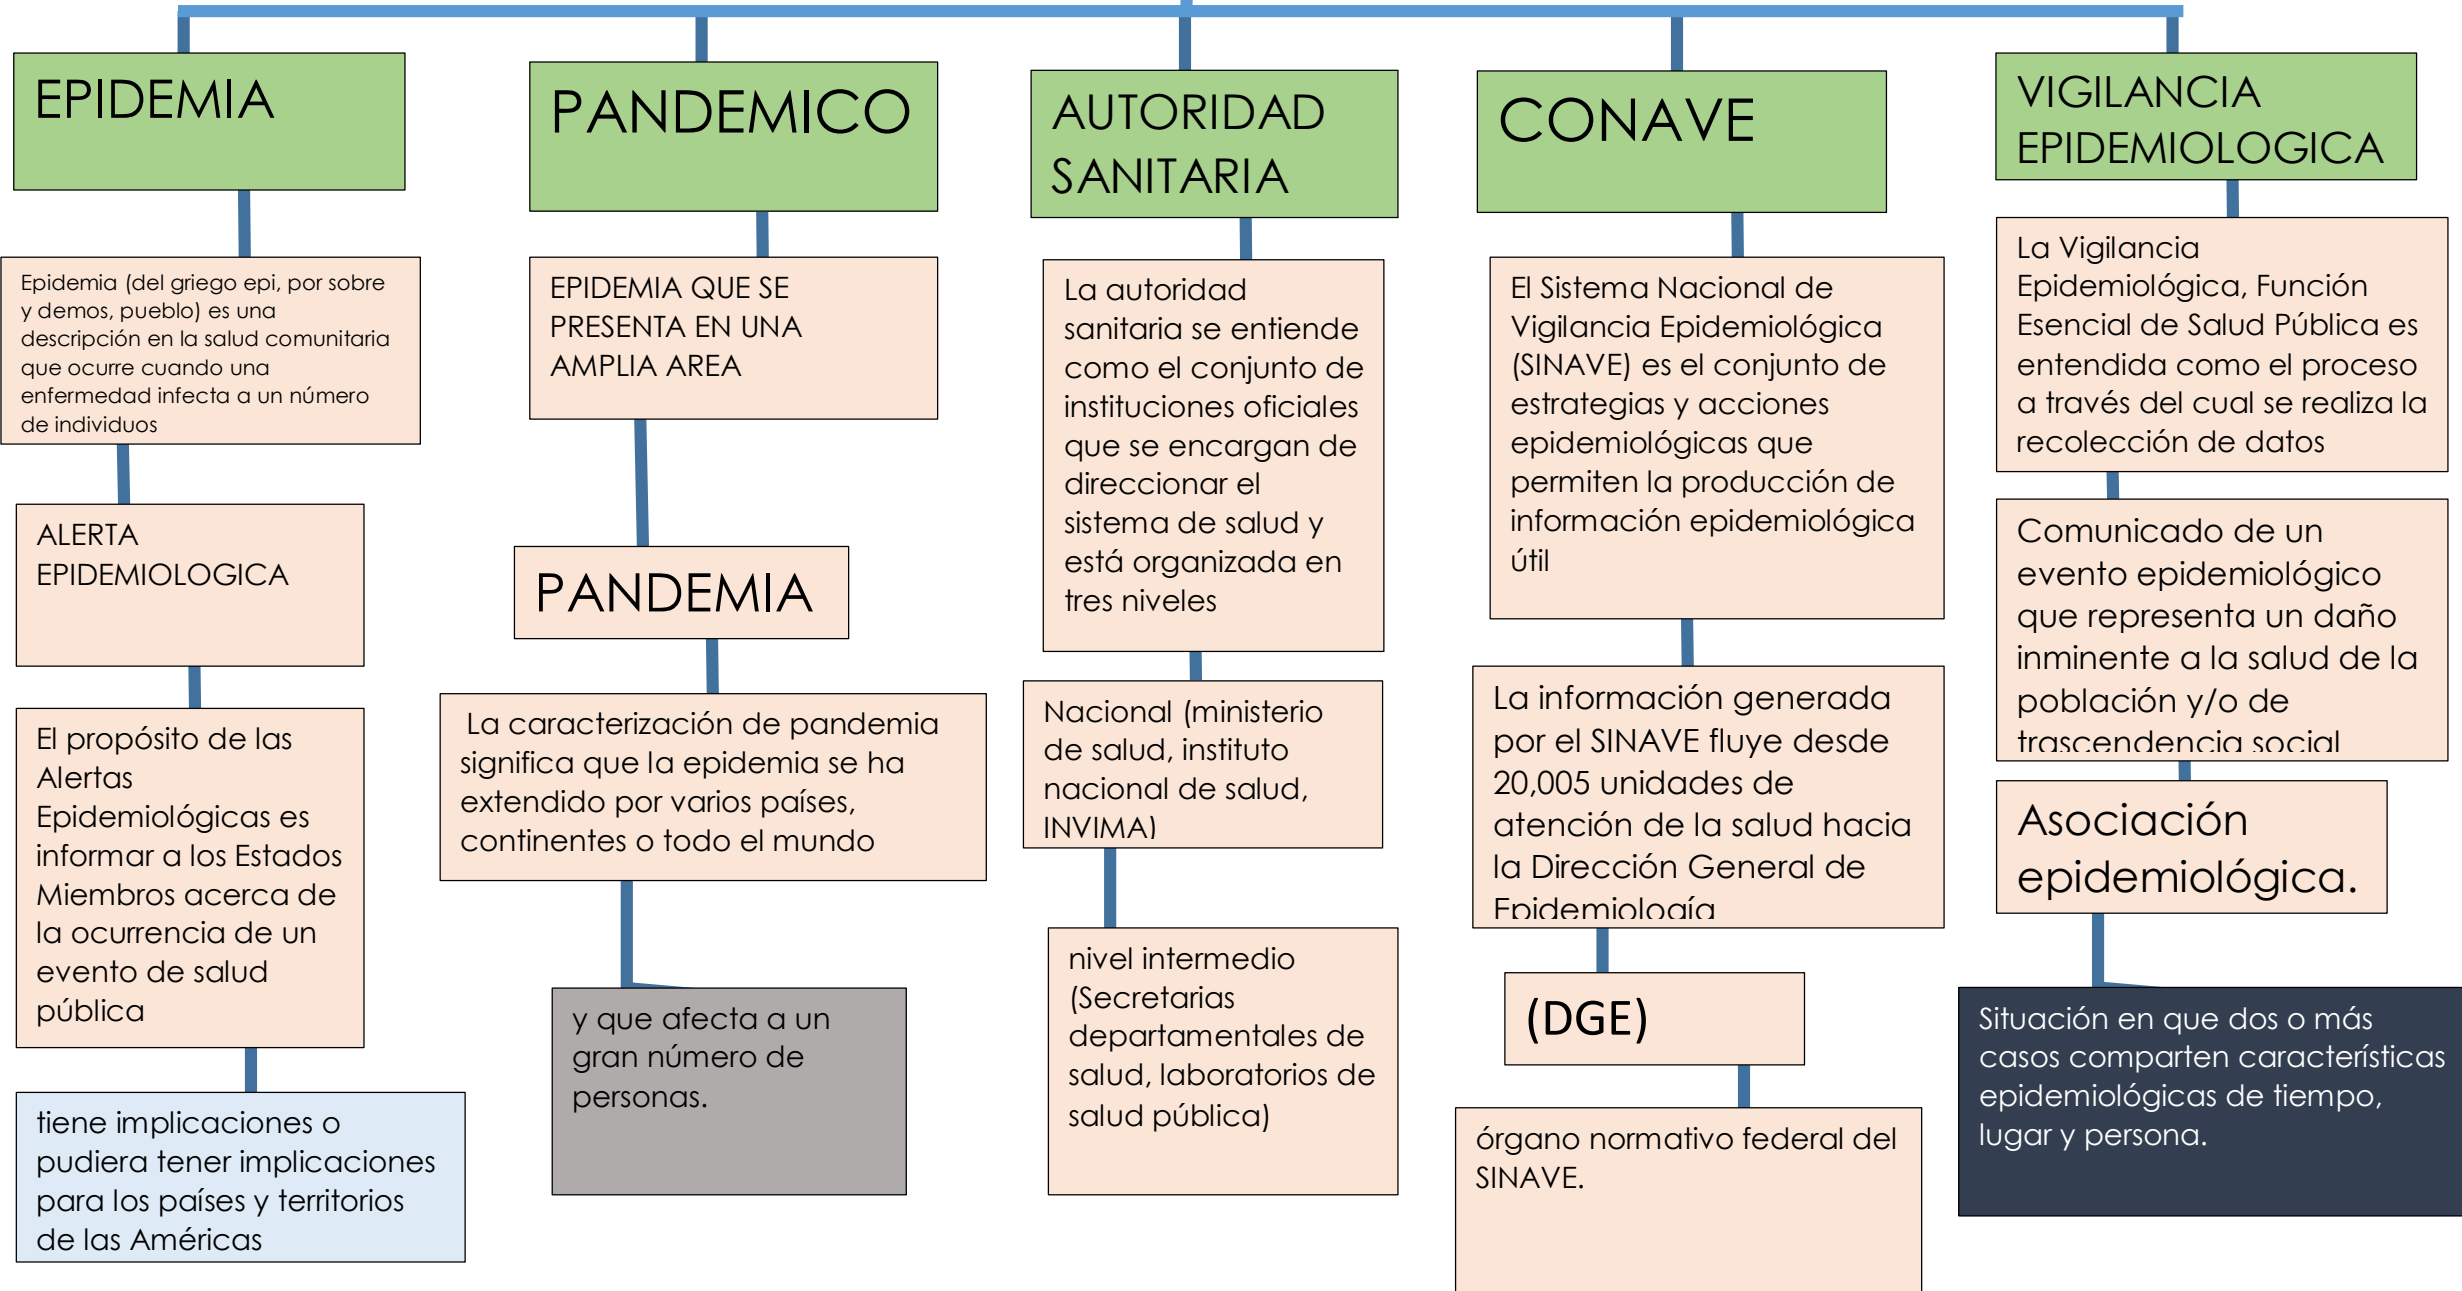 EPIDEMIA
Epidemia (del griego epi, por sobre
y demos, pueblo) es una
descripción en la salud comunitaria
que ocurre cuando una
enfermedad infecta a un número
de individuos
ALERTA
EPIDEMIOLOGICA
El propósito de las
Alertas
Epidemiológicas es
informar a los Estados
Miembros acerca de
la ocurrencia de un
evento de salud
pública
tiene implicaciones o
pudiera tener implicaciones
para los países y territorios
de las Américas
PANDEMICO
EPIDEMIA QUE SE
PRESENTA EN UNA
AMPLIA AREA
PANDEMIA
La caracterización de pandemia
significa que la epidemia se ha
extendido por varios países,
continentes o todo el mundo
y que afecta a un
gran número de
personas.
AUTORIDAD
SANITARIA
La autoridad
sanitaria se entiende
como el conjunto de
instituciones oficiales
que se encargan de
direccionar el
sistema de salud y
está organizada en
tres niveles
Nacional (ministerio
de salud, instituto
nacional de salud,
INVIMA)
nivel intermedio
(Secretarias
departamentales de
salud, laboratorios de
salud pública)
CONAVE
El Sistema Nacional de
Vigilancia Epidemiológica
(SINAVE) es el conjunto de
estrategias y acciones
epidemiológicas que
permiten la producción de
información epidemiológica
útil
La información generada
por el SINAVE fluye desde
20,005 unidades de
atención de la salud hacia
la Dirección General de
Epidemiología
(DGE)
órgano normativo federal del
SINAVE.
VIGILANCIA
EPIDEMIOLOGICA
La Vigilancia
Epidemiológica, Función
Esencial de Salud Pública es
entendida como el proceso
a través del cual se realiza la
recolección de datos
Comunicado de un
evento epidemiológico
que representa un daño
inminente a la salud de la
población y/o de
trascendencia social
Asociación
epidemiológica.
Situación en que dos o más
casos comparten características
epidemiológicas de tiempo,
lugar y persona.